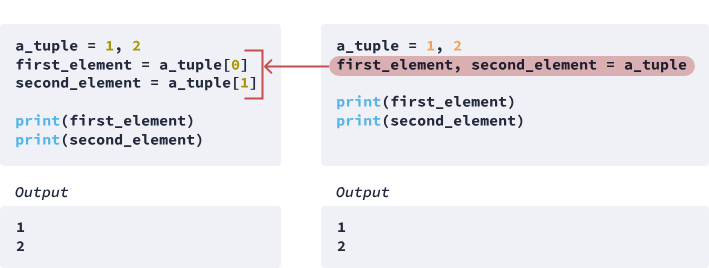 a_tuple = 1, 2
first_element = a_tuple[0]
second_element = a_tuple[1]
print(first_element)
print(second_element)
Output
1
2
a_tuple = 1, 2
first_element, second_element = a_tuple
print(first_element)
print(second_element)
Output
1
2